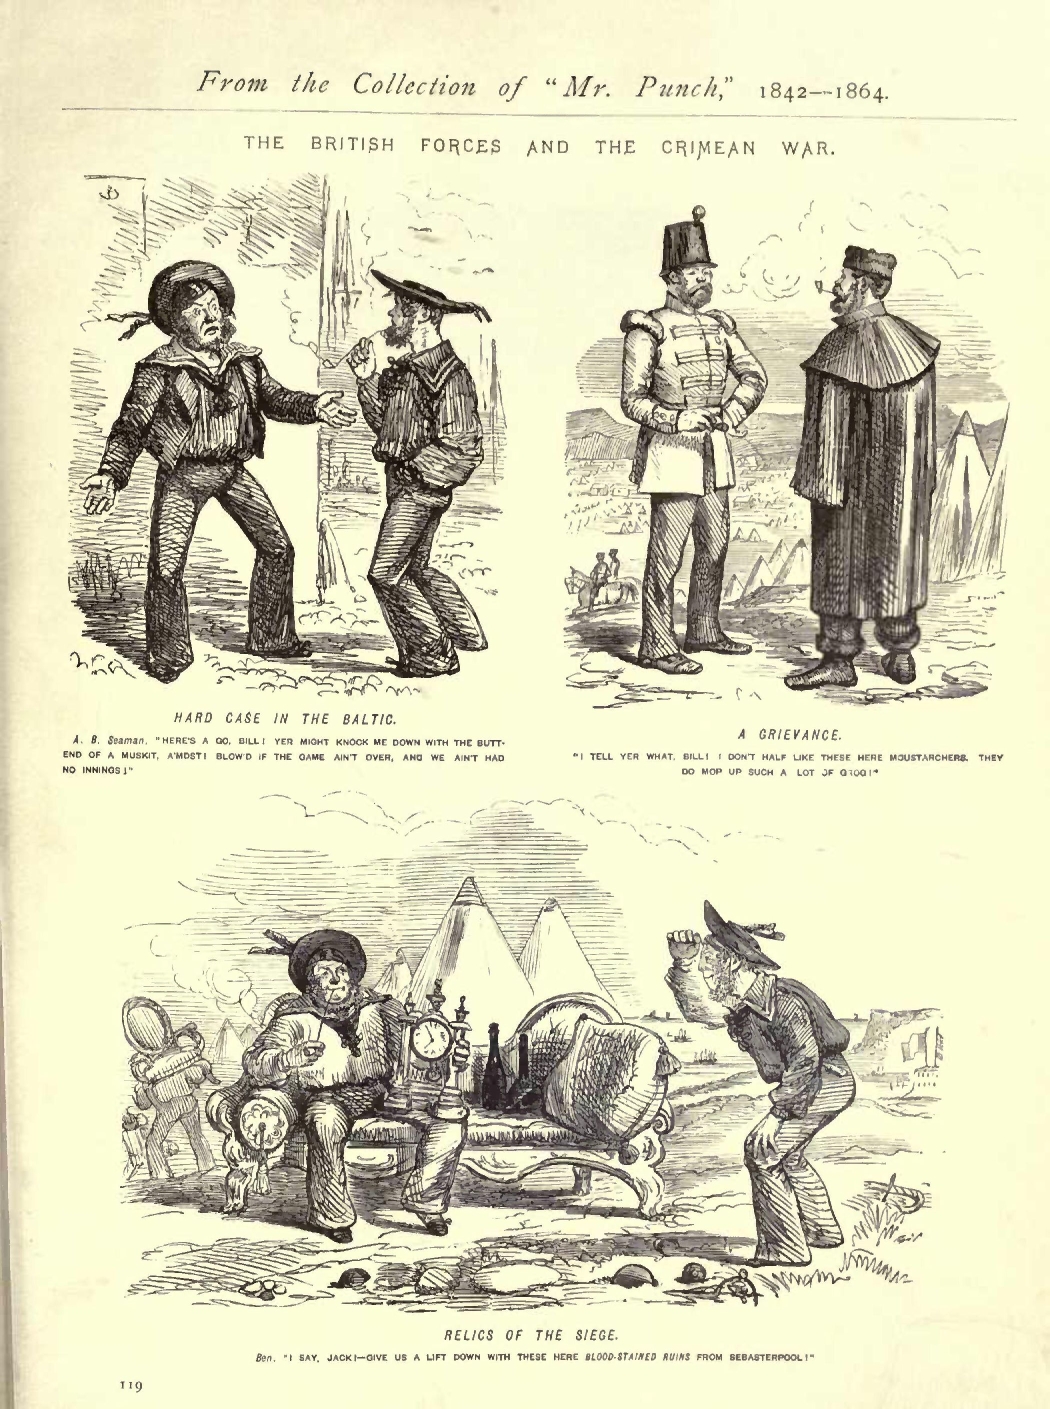 From the Collection of "Mr. Punch," 1842—1864.
THE BRITISH FORCES AND THE CRIMEAN WAR.
HARD CASE IN THE BALTIC.
A. B. Seaman. "HERE'S A GO, BILL! YER MIGHT KNOCK ME DOWN WITH THE BUTT-
END OF A MUSKIT, A'MOST! BLOW'D IF THE GAME AIN'T OVER, AND WE AIN'T HAD
NO INNINGS!"
A GRIEVANCE.
"I TELL YER WHAT, BILL! I DON'T HALF LIKE THESE HERE MOUSTARCHERS. THEY
DO MOP UP SUCH A LOT OF GROG!"
RELICS OF THE SIEGE.
Ben. "I SAY, JACK!—GIVE US A LIFT DOWN WITH THESE HERE BLOOD-STAINED RUINS FROM SEBASTERPOOL!"
119